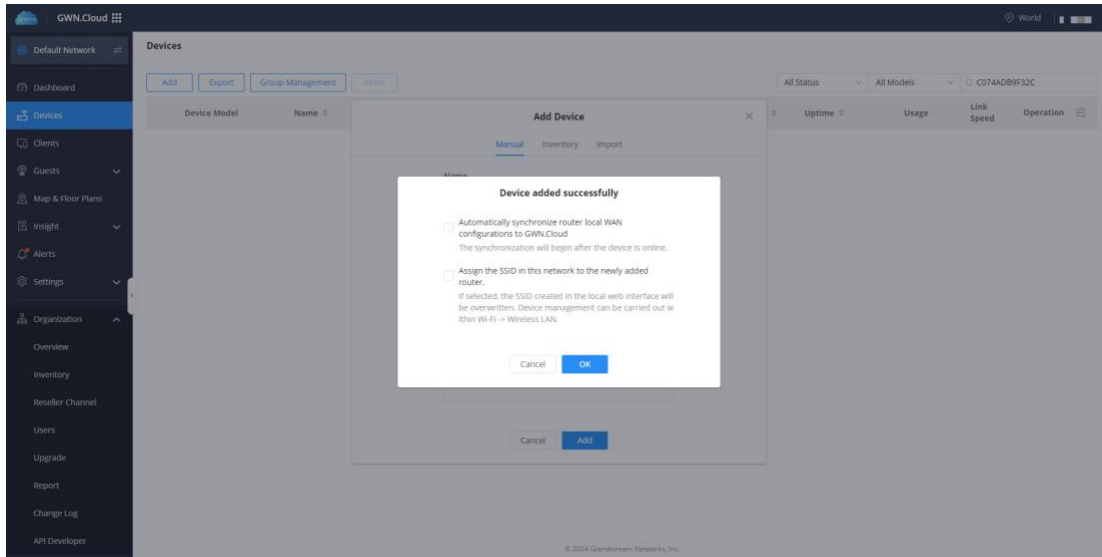 GWN.Cloud
World
Default Network
Devices
Dashboard
Devices
Clients
Guests
Map & Floor Plans
Insight
Alerts
Settings
Organization
Overview
Inventory
Reseller Channel
Users
Upgrade
Report
Change Log
API Developer
Add
Export
Group Management
More
All Status
All Models
C074ADB9F32C
Device Model
Name
Uptime
Usage
Link
Speed
Operation
Add Device
Manual
Inventory
Import
Name
Device added successfully
Automatically synchronize router local WAN
configurations to GWN.Cloud
The synchronization will begin after the device is online.
Assign the SSID in this network to the newly added
router.
If selected, the SSID created in the local web interface will
be overwritten. Device management can be carried out w
ithin Wi-Fi -> Wireless LAN.
Cancel
OK
Cancel
Add
© 2024 Grandstream Networks, Inc.